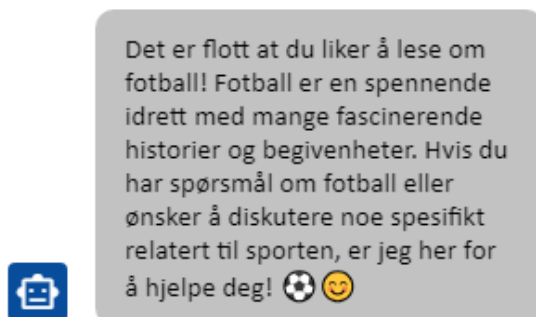 Det er flott at du liker å lese om
fotball! Fotball er en spennende
idrett med mange fascinerende
historier og begivenheter. Hvis du
har spørsmål om fotball eller
ønsker å diskutere noe spesifikt
relatert til sporten, er jeg her for
å hjelpe deg! ⚽😊